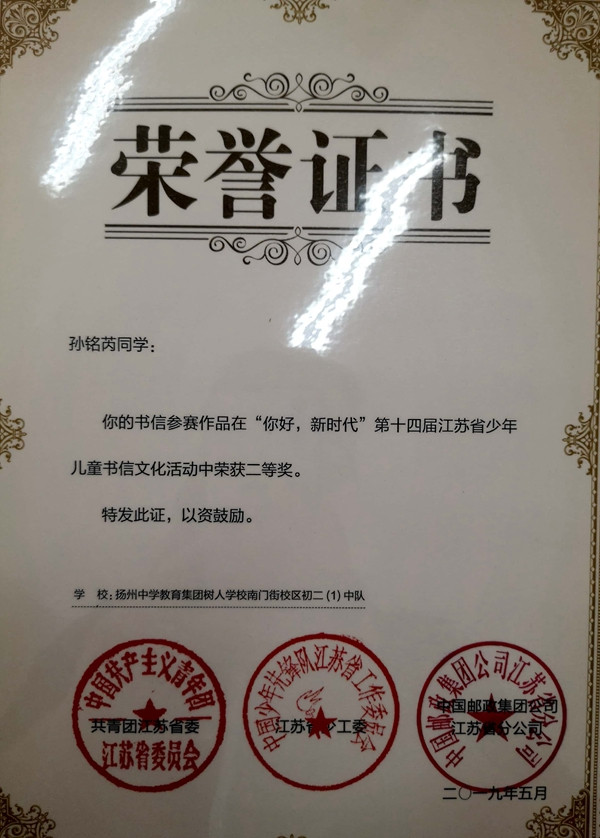 荣誉证书
孙铭芮同学：
你的书信参赛作品在“你好，新时代”第十四届江苏省少年
儿童书信文化活动中荣获二等奖。
特发此证，以资鼓励。
学 校：扬州中学教育集团树人学校南门街校区初二 (1) 中队
中国共产主义青年团
共青团江苏省委
江苏省委员会
中国少年先锋队江苏省工作委员会
江苏省少工委
中国邮政集团公司江苏省分公司
中国邮政集团公司
江苏省分公司
二〇一九年五月